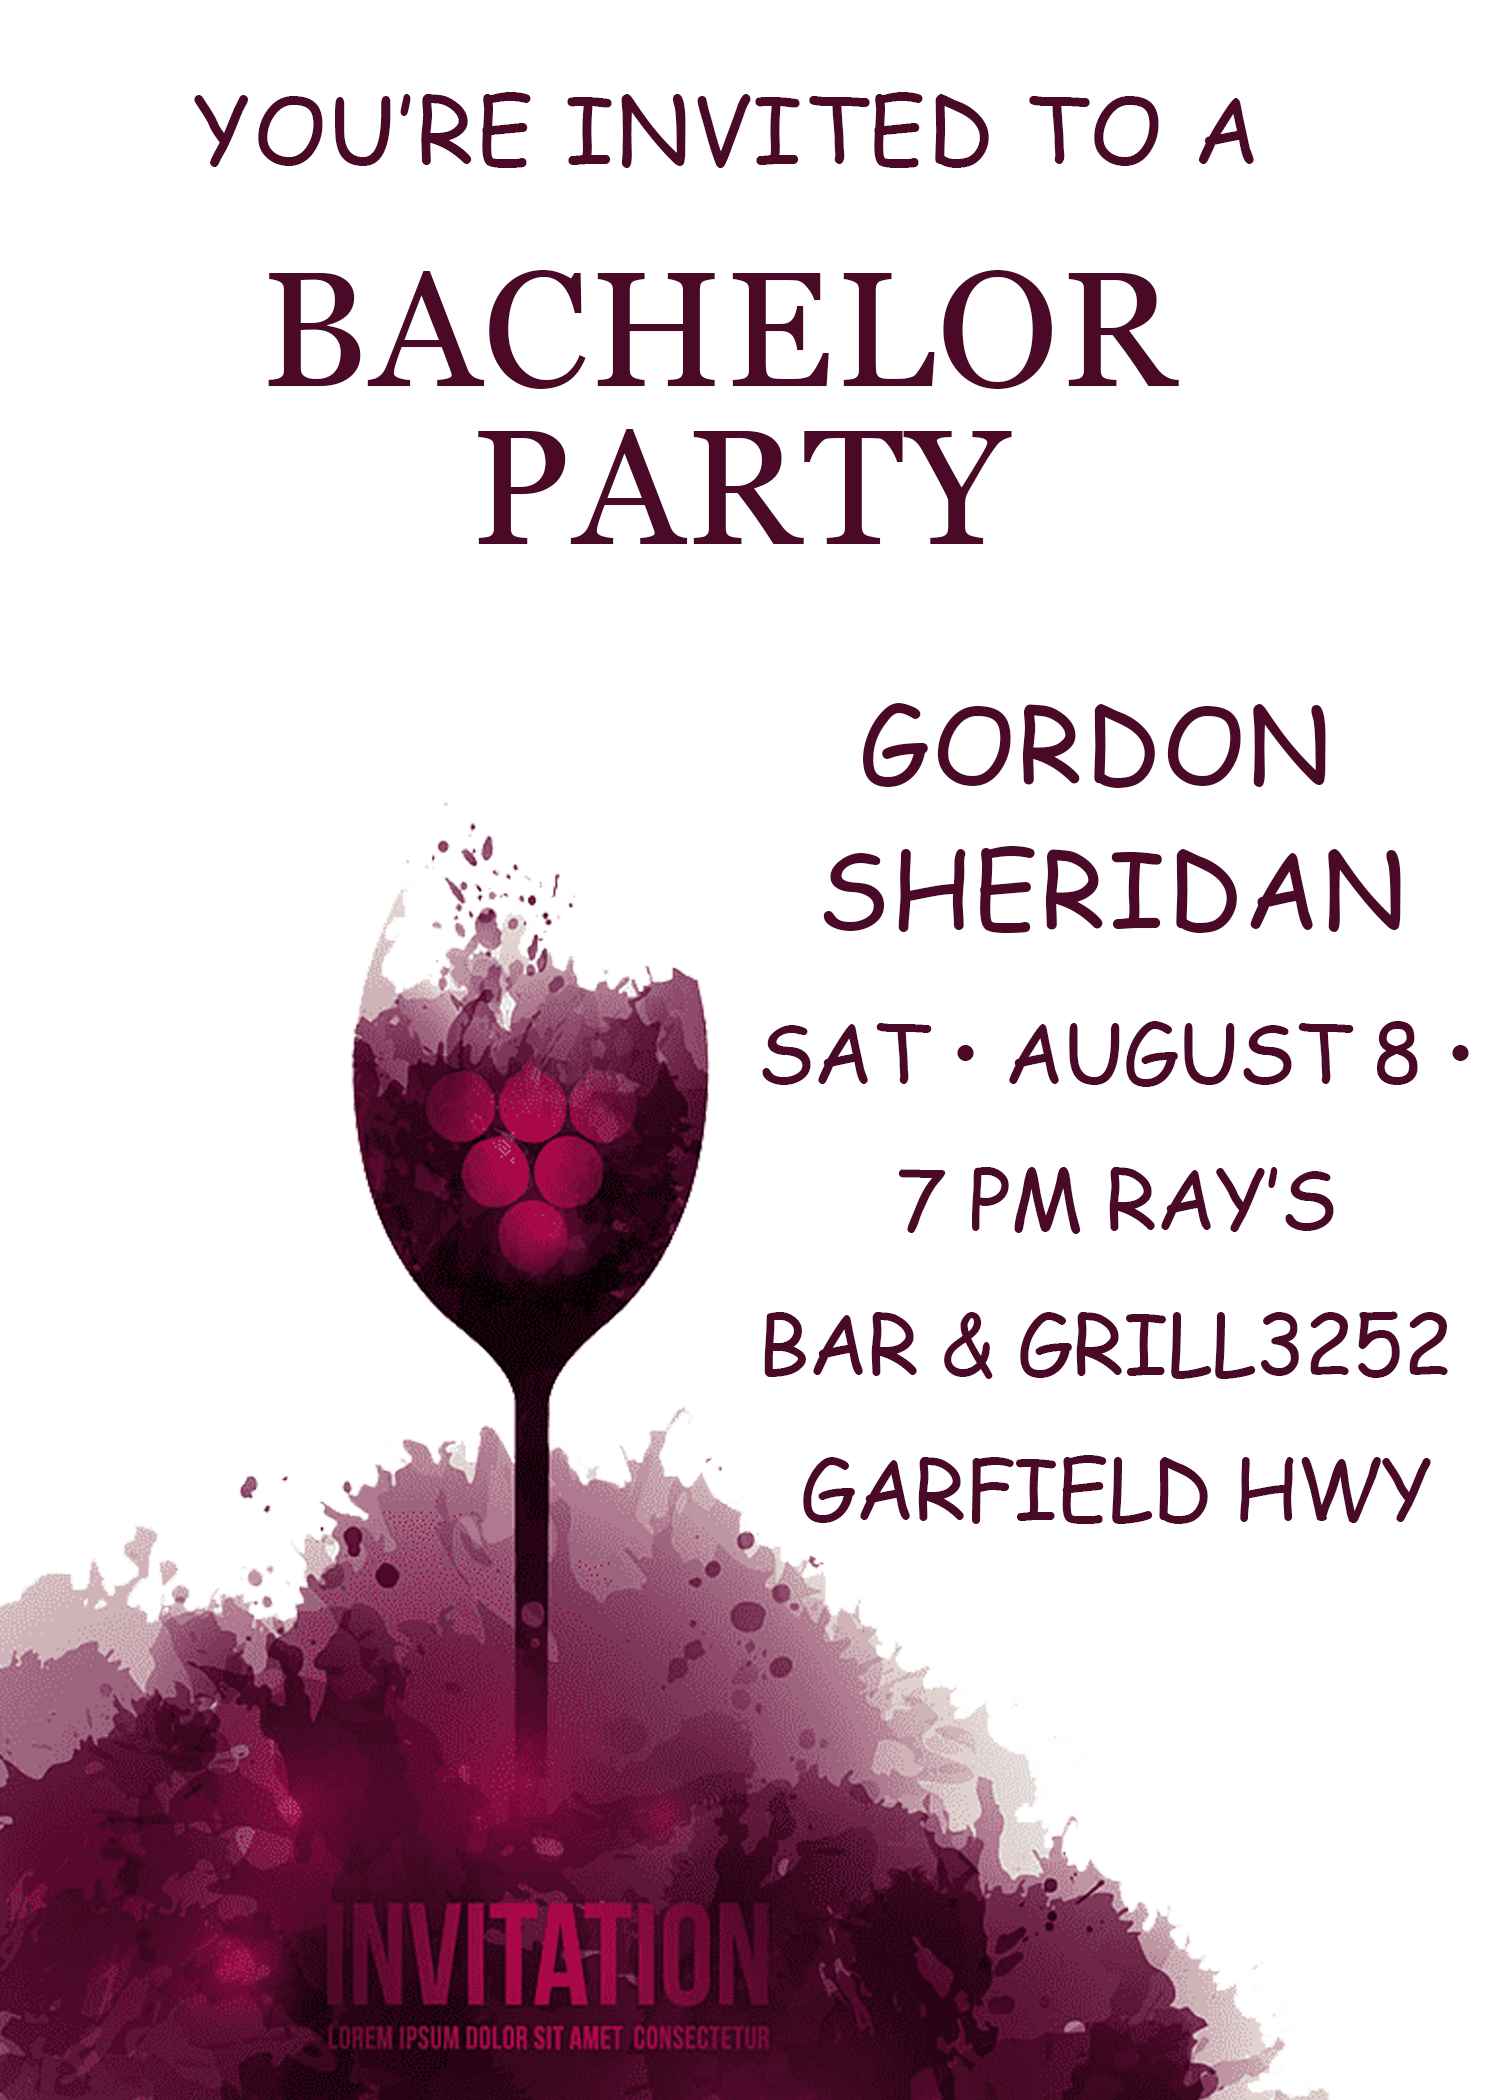 YOU'RE INVITED TO A
BACHELOR
PARTY
GORDON
SHERIDAN
SAT • AUGUST 8 •
7 PM RAY'S
BAR & GRILL3252
GARFIELD HWY
INVITATION
LOREM IPSUM DOLOR SIT AMET CONSECTETUR